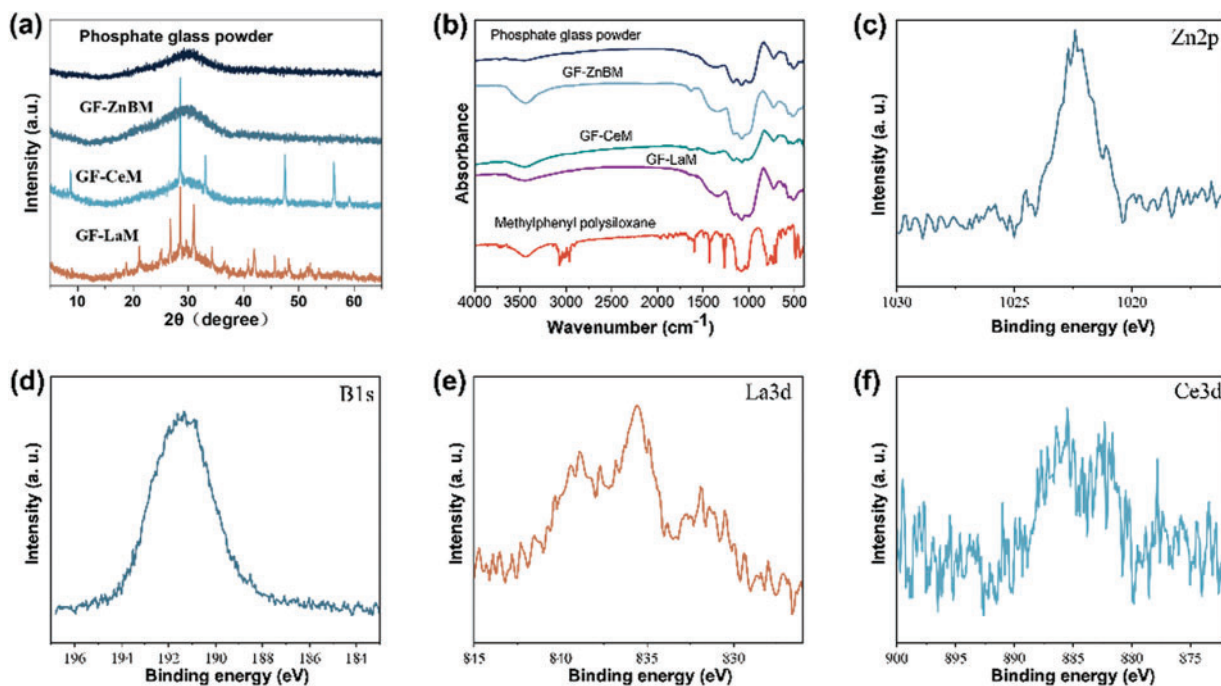 (a)
Phosphate glass powder
GF-ZnBM
GF-CeM
GF-LaM
Intensity (a.u.)
10 20 30 40 50 60
2θ（degree）
(b)
Phosphate glass powder
GF-ZnBM
GF-CeM
GF-LaM
Methylphenyl polysiloxane
Absorbance
4000 3500 3000 2500 2000 1500 1000 500
Wavenumber (cm⁻¹)
(c)
Zn2p
Intensity (a. u.)
1030 1025 1020
Binding energy (eV)
(d)
B1s
Intensity (a. u.)
196 194 192 190 188 186 181
Binding energy (eV)
(e)
La3d
Intensity (a. u.)
815 840 835 830
Binding energy (eV)
(f)
Ce3d
Intensity (a. u.)
900 895 890 885 880 875
Binding energy (eV)